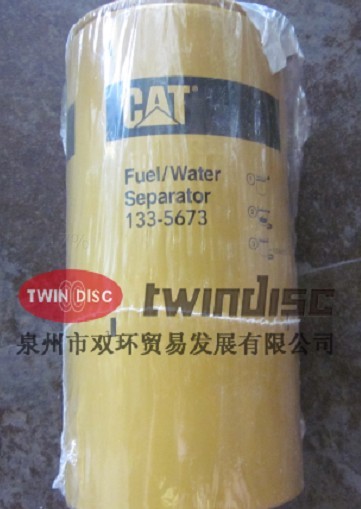 CAT
Fuel/Water
Separator
133-5673
TWIN DISC
twindisc
泉州市双环贸易发展有限公司